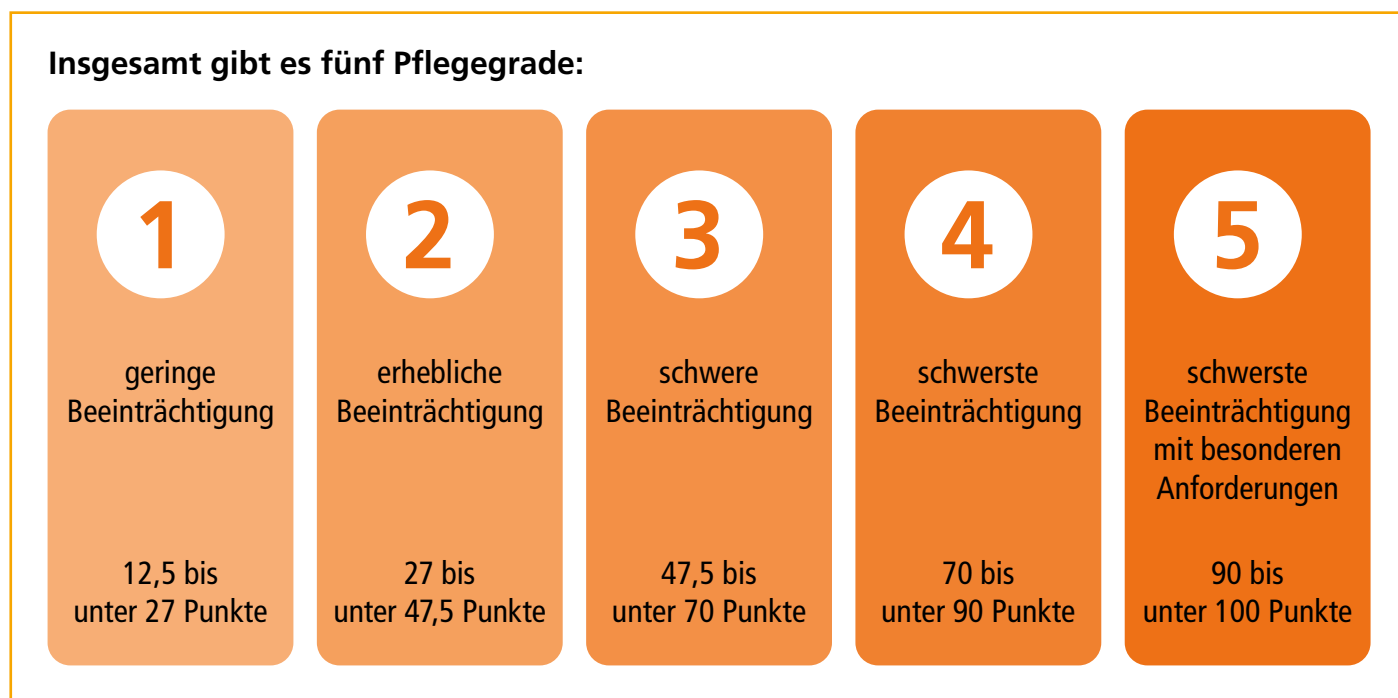 Insgesamt gibt es fünf Pflegegrade:
1
geringe
Beeinträchtigung
12,5 bis
unter 27 Punkte
2
erhebliche
Beeinträchtigung
27 bis
unter 47,5 Punkte
3
schwere
Beeinträchtigung
47,5 bis
unter 70 Punkte
4
schwerste
Beeinträchtigung
70 bis
unter 90 Punkte
5
schwerste
Beeinträchtigung
mit besonderen
Anforderungen
90 bis
unter 100 Punkte